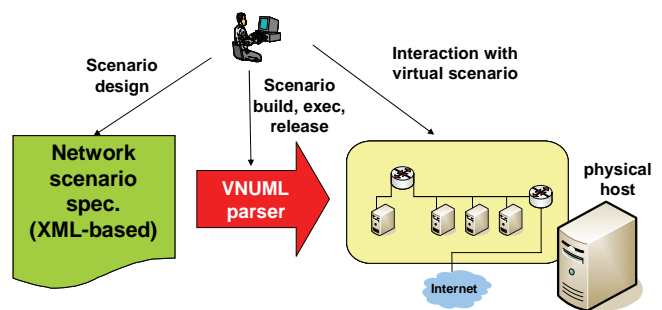 Scenario
design
Scenario
build, exec,
release
Interaction with
virtual scenario
Network
scenario
spec.
(XML-based)
VNUML
parser
physical
host
Internet